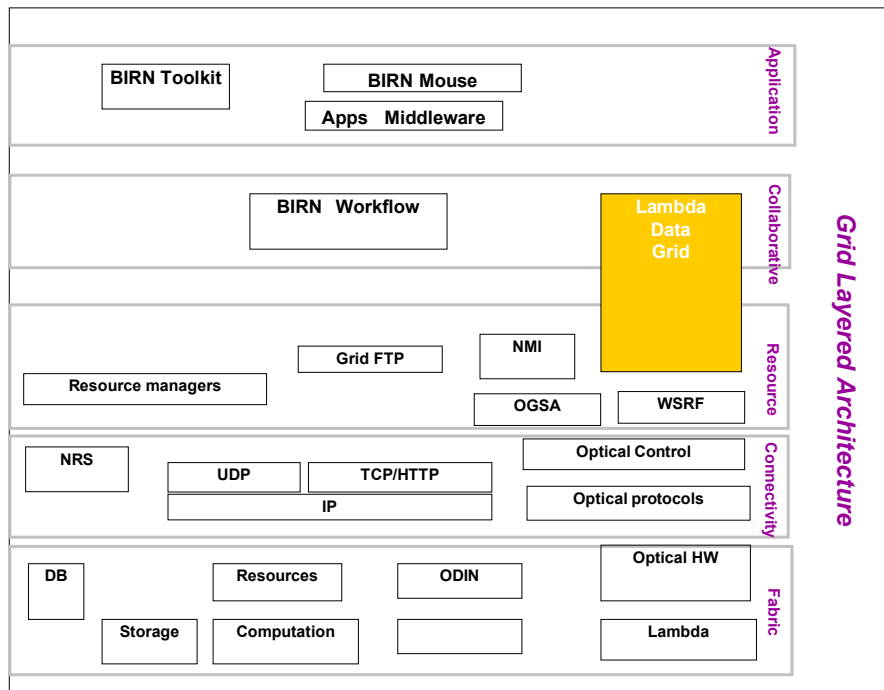 Application
BIRN Toolkit
BIRN Mouse
Apps Middleware
Collaborative
BIRN Workflow
Lambda
Data
Grid
Grid Layered Architecture
Resource
NMI
Grid FTP
Resource managers
OGSA
WSRF
Connectivity
NRS
Optical Control
UDP
TCP/HTTP
Optical protocols
IP
Fabric
Optical HW
DB
Resources
ODIN
Storage
Computation
Lambda